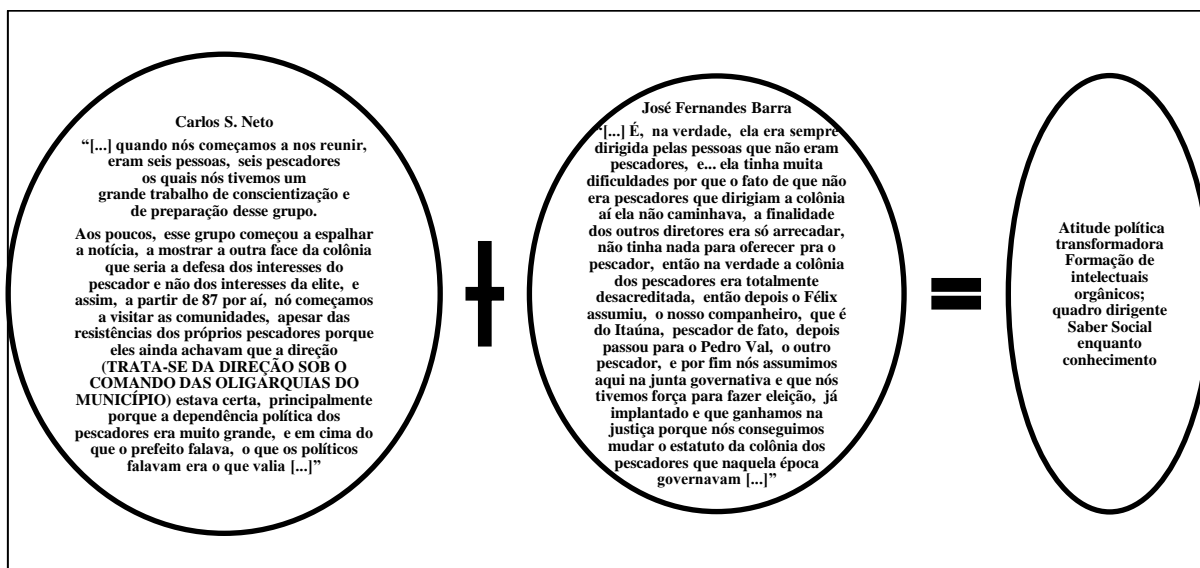 Carlos S. Neto
“[...] quando nós começamos a nos reunir,
eram seis pessoas, seis pescadores
os quais nós tivemos um
grande trabalho de conscientização e
de preparação desse grupo.
Aos poucos, esse grupo começou a espalhar
a notícia, a mostrar a outra face da colônia
que seria a defesa dos interesses do
pescador e não dos interesses da elite, e
assim, a partir de 87 por aí, nó começamos
a visitar as comunidades, apesar das
resistências dos próprios pescadores porque
eles ainda achavam que a direção
(TRATA-SE DA DIREÇÃO SOB O
COMANDO DAS OLIGARQUIAS DO
MUNICÍPIO) estava certa, principalmente
porque a dependência política dos
pescadores era muito grande, e em cima do
que o prefeito falava, o que os políticos
falavam era o que valia [...]”
+
José Fernandes Barra
“[...] É, na verdade, ela era sempre
dirigida pelas pessoas que não eram
pescadores, e... ela tinha muita
dificuldades por que o fato de que não
era pescadores que dirigiam a colônia
aí ela não caminhava, a finalidade
dos outros diretores era só arrecadar,
não tinha nada para oferecer pra o
pescador, então na verdade a colônia
dos pescadores era totalmente
desacreditada, então depois o Félix
assumiu, o nosso companheiro, que é
do Itaúna, pescador de fato, depois
passou para o Pedro Val, o outro
pescador, e por fim nós assumimos
aqui na junta governativa e que nós
tivemos força para fazer eleição, já
implantado e que ganhamos na
justiça porque nós conseguimos
mudar o estatuto da colônia dos
pescadores que naquela época
governavam [...]”
=
Atitude política
transformadora
Formação de
intelectuais
orgânicos;
quadro dirigente
Saber Social
enquanto
conhecimento